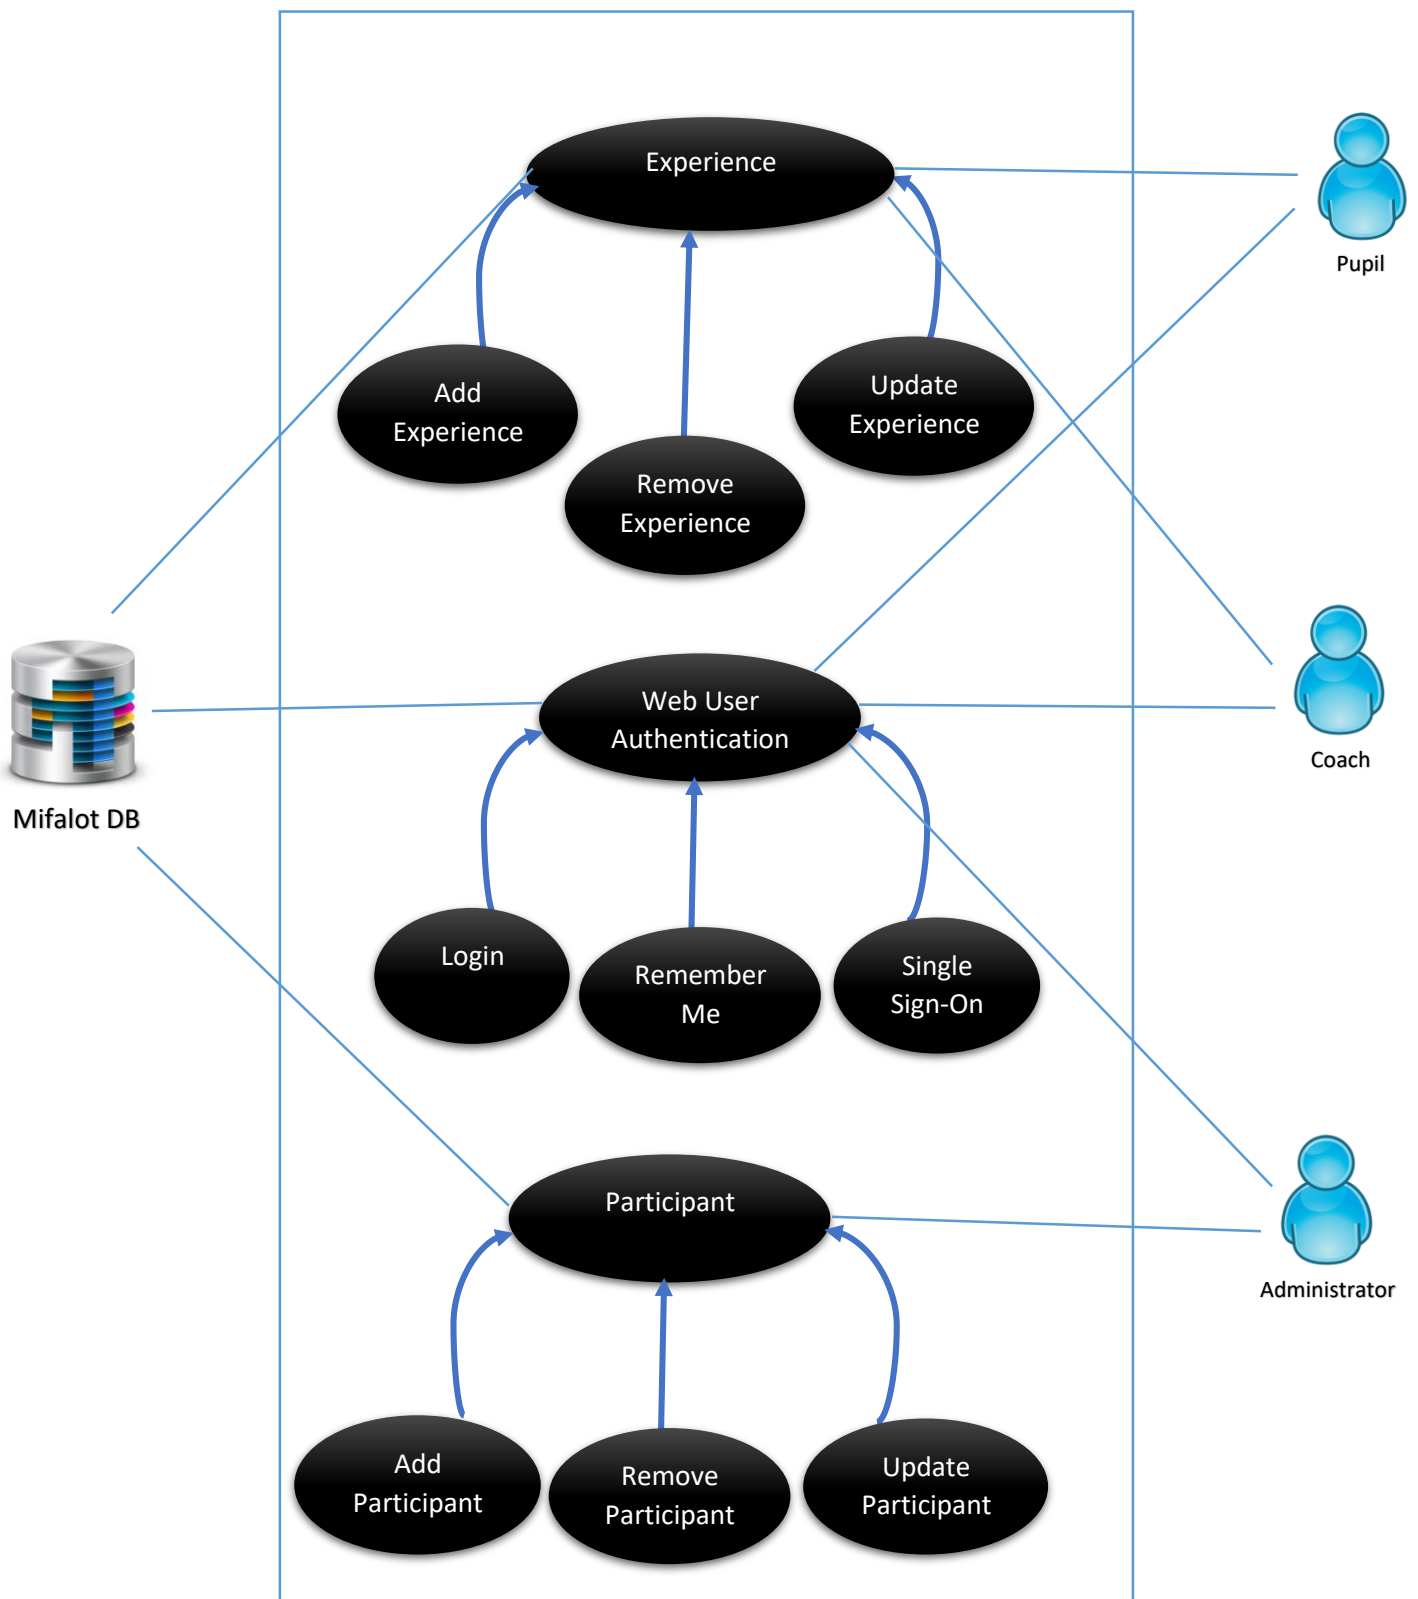 Experience
Pupil
Add
Experience
Update
Experience
Remove
Experience
Web User
Authentication
Coach
Mifalot DB
Login
Remember
Me
Single
Sign-On
Participant
Administrator
Add
Participant
Remove
Participant
Update
Participant